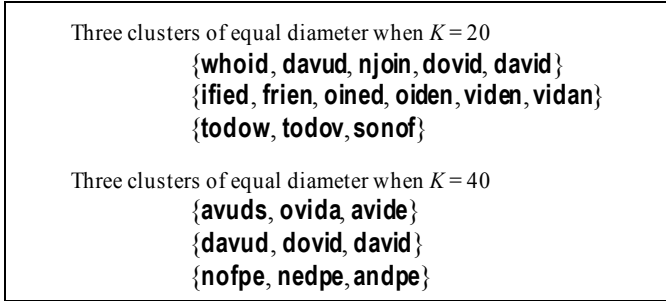 Three clusters of equal diameter when K = 20
{whoid, davud, njoin, dovid, david}
{ified, frien, oined, oiden, viden, vidan}
{todow, todov, sonof}
Three clusters of equal diameter when K = 40
{avuds, ovida, avide}
{davud, dovid, david}
{nofpe, nedpe, andpe}